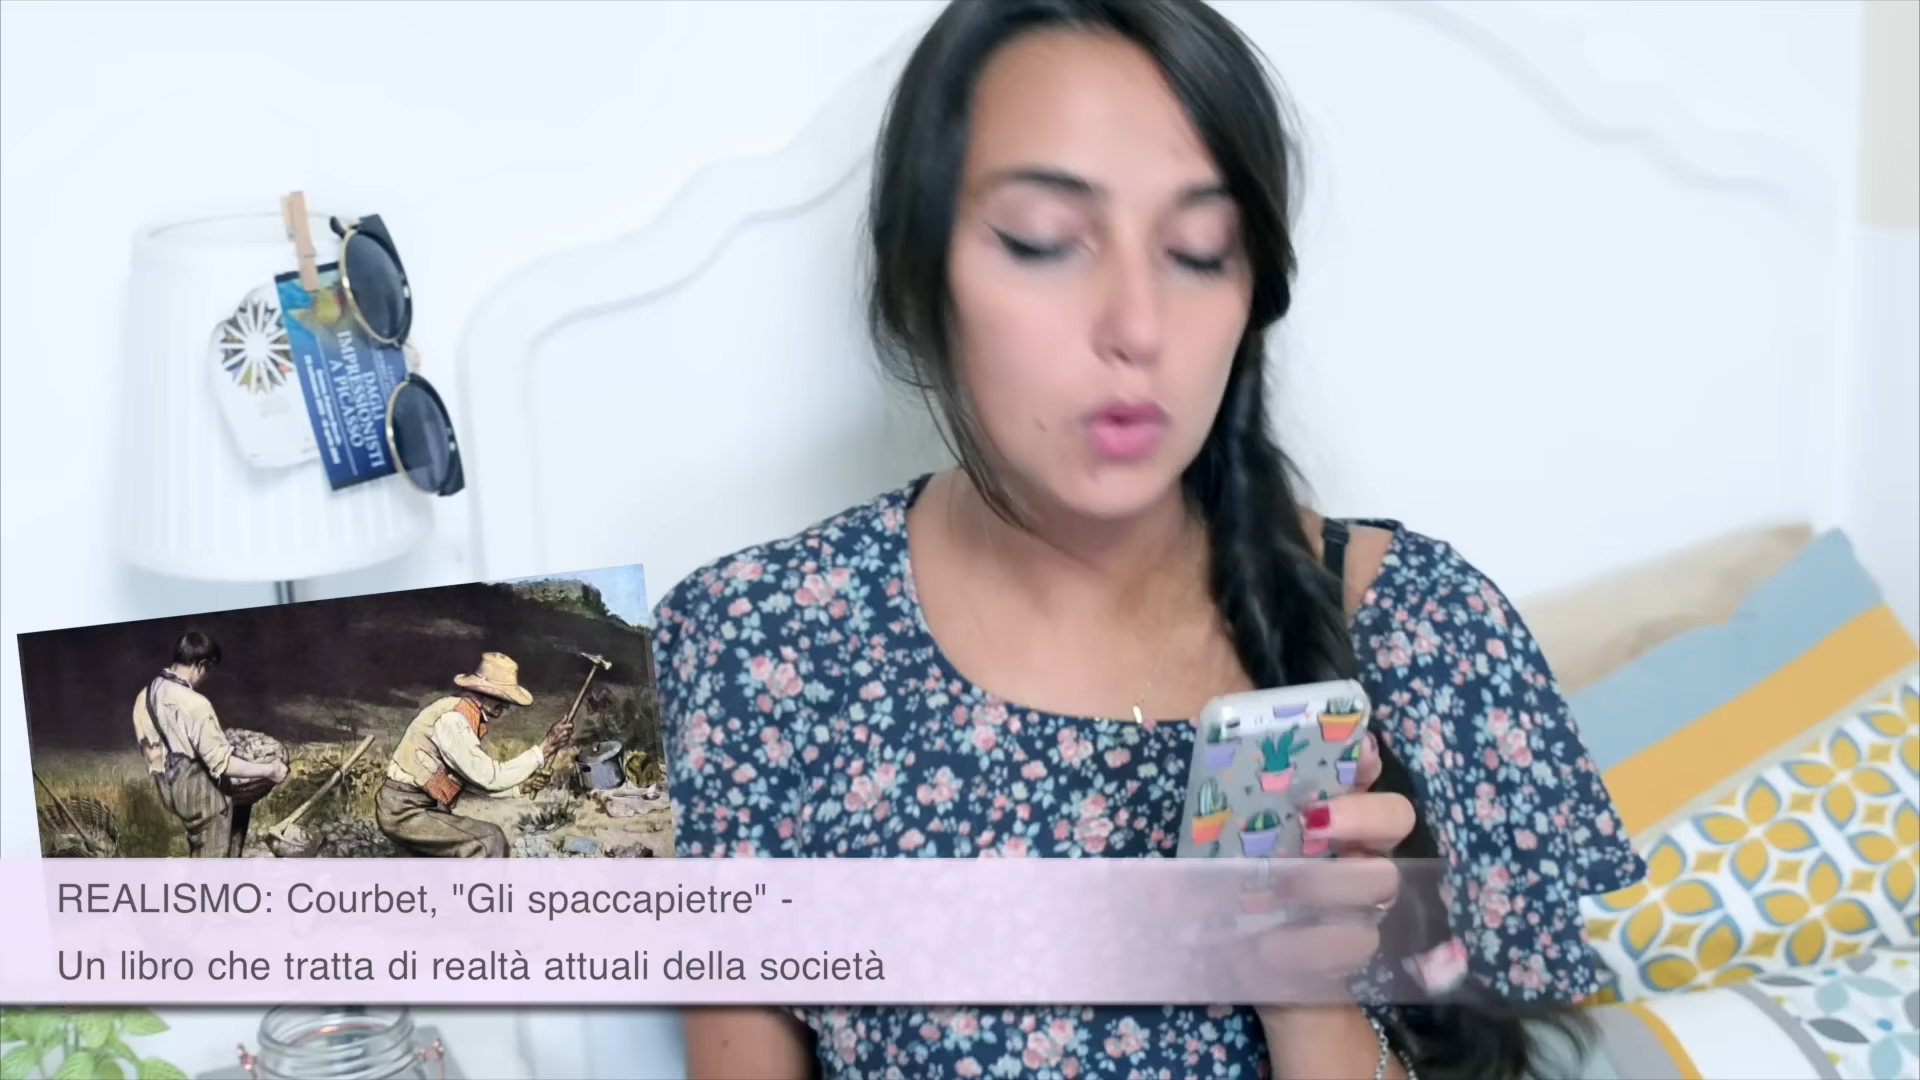 DAGLI
IMPRESSIONISTI
A PICASSO
REALISMO: Courbet, "Gli spaccapietre" -
Un libro che tratta di realtà attuali della società